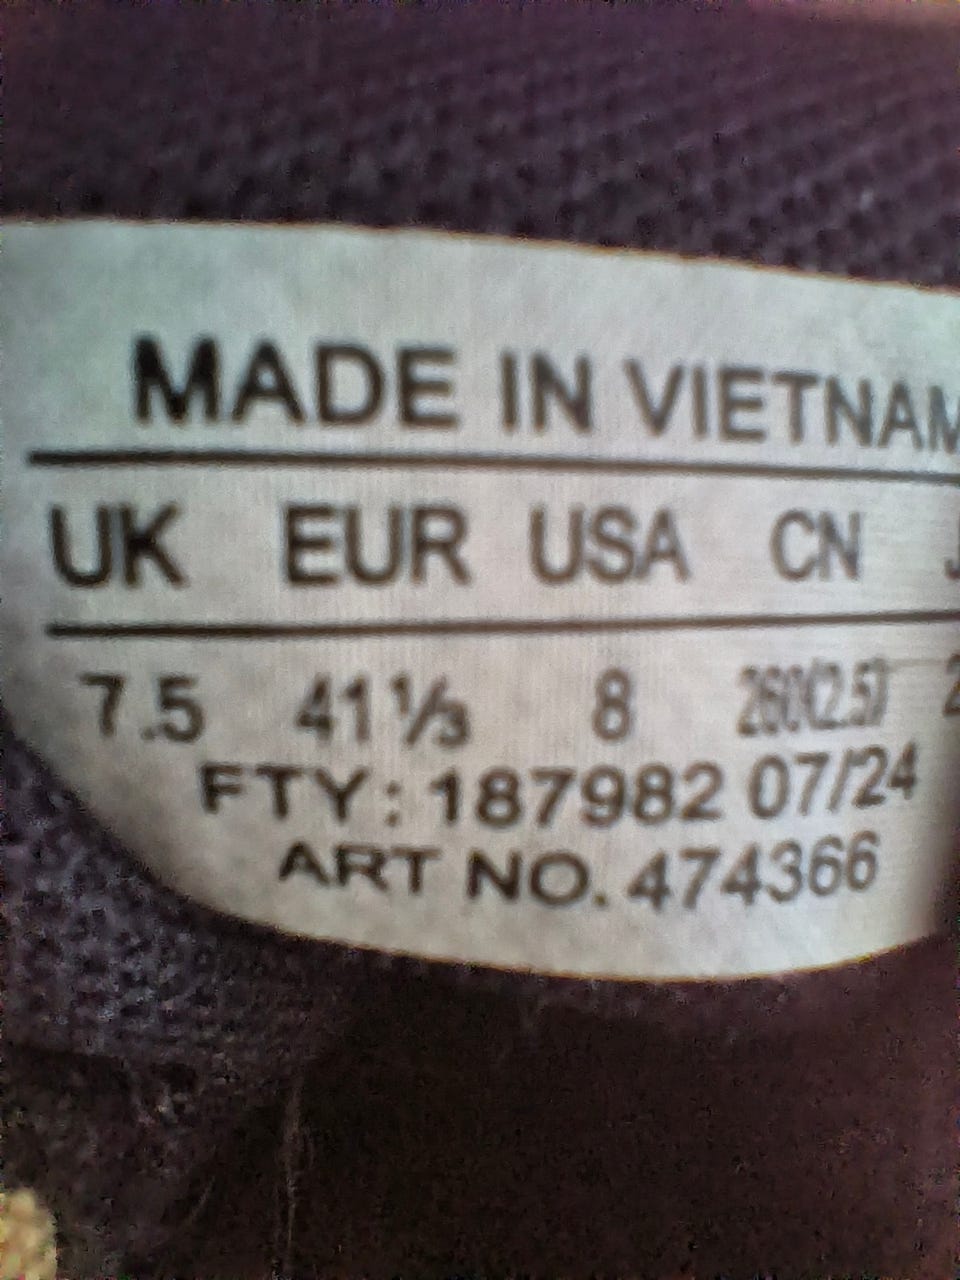 MADE IN VIETNAM
UK EUR USA CN J
7.5 41⅓ 8 260(2.5) 2
FTY: 187982 07/24
ART NO. 474366